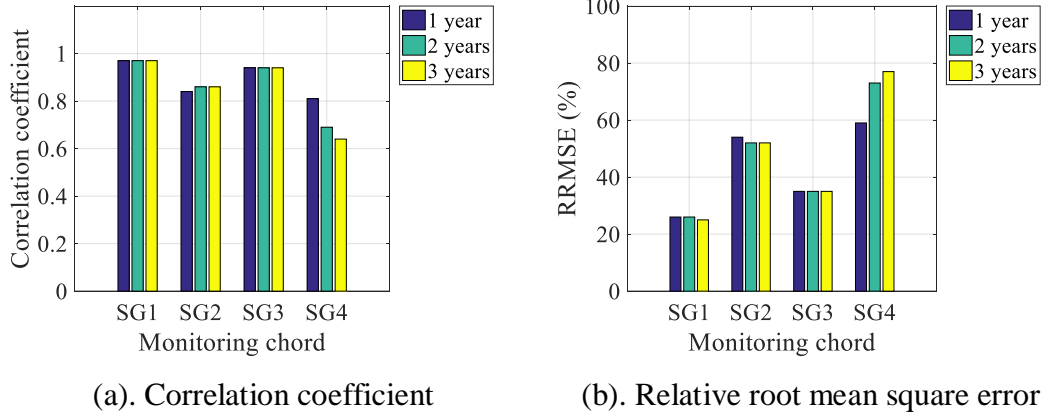 1 year
2 years
3 years
1
0.8
0.6
0.4
0.2
0
Correlation coefficient
SG1 SG2 SG3 SG4
Monitoring chord
(a). Correlation coefficient
1 year
2 years
3 years
100
80
60
40
20
0
RRMSE (%)
SG1 SG2 SG3 SG4
Monitoring chord
(b). Relative root mean square error